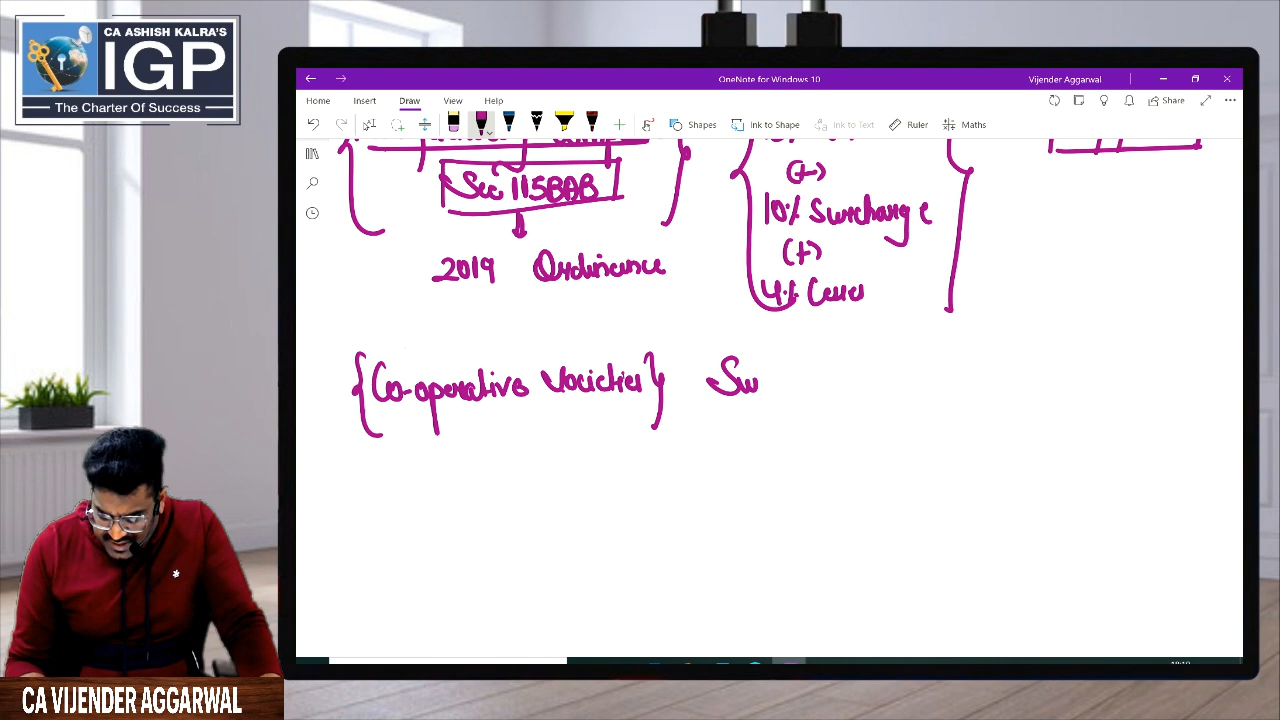 CA ASHISH KALRA'S
IGP
The Charter Of Success
OneNote for Windows 10
Vijender Aggarwal
Home Insert Draw View Help
Share
Shapes Ink to Shape Ink to Text Ruler Maths
Sec 115BAB
2019 Ordinance
(+)
10% Surcharge
(+)
4% Cess
{Co-operative Societies} Su
CA VIJENDER AGGARWAL